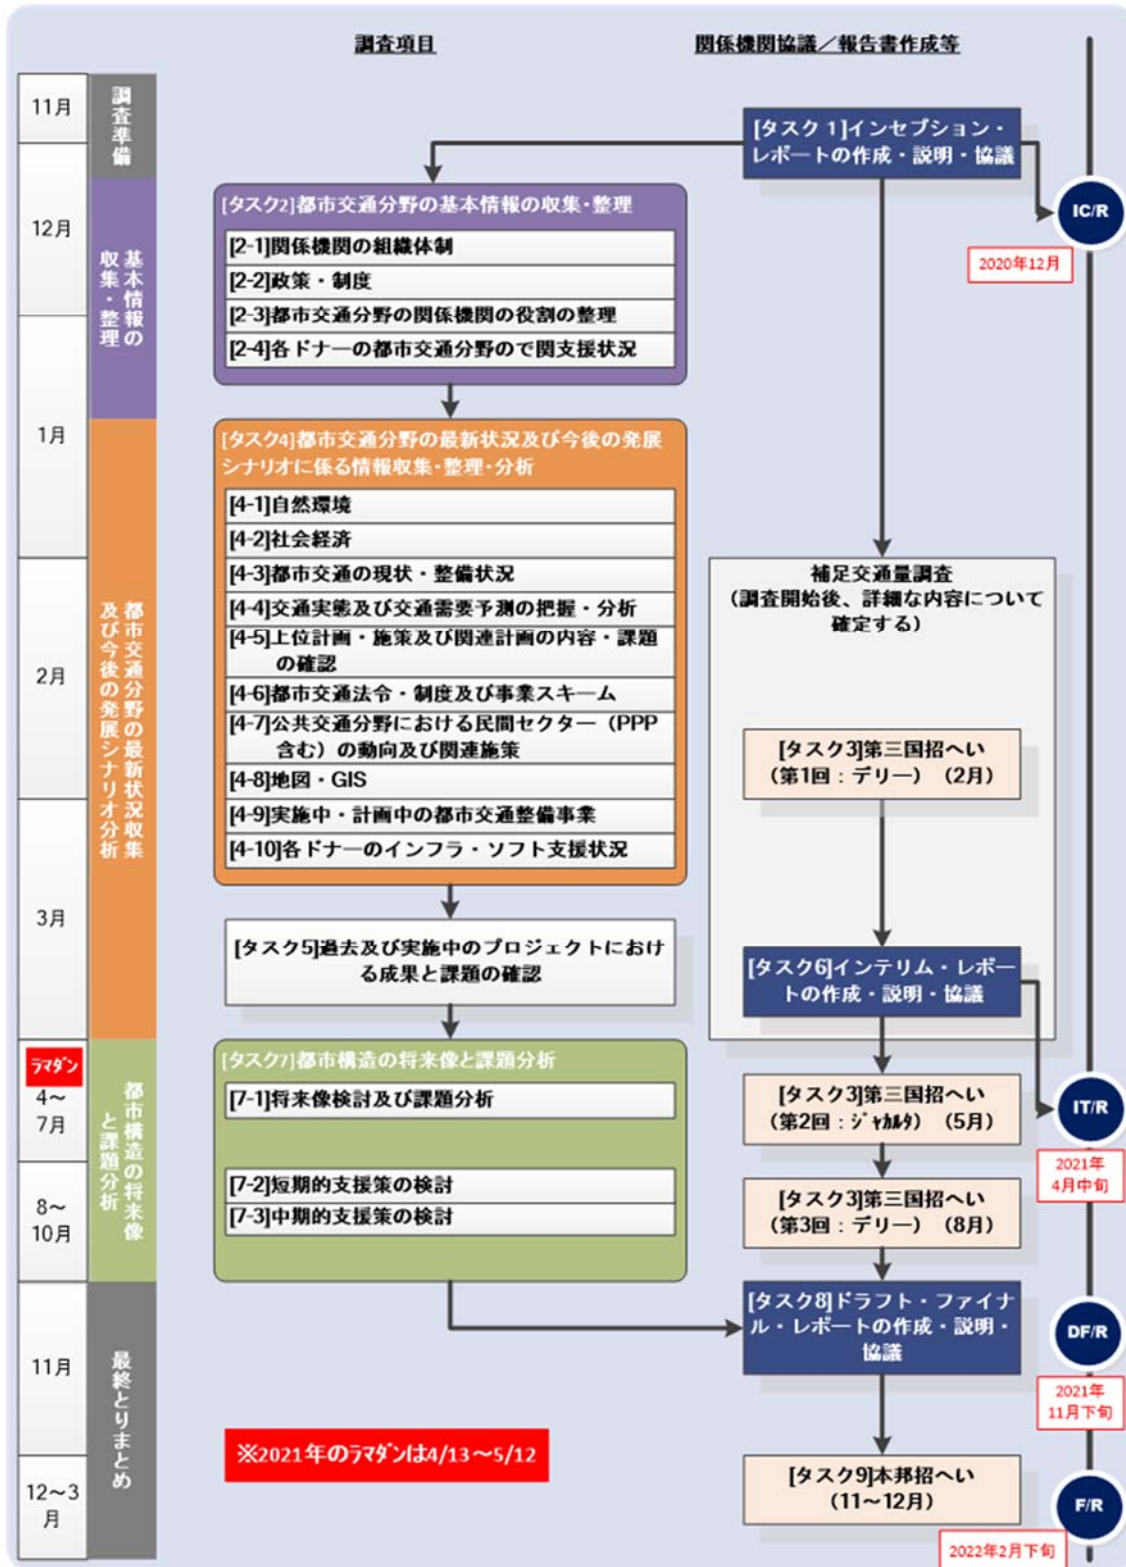 調査項目
関係機関協議／報告書作成等
11月
調査準備
[タスク1]インセプション・
レポートの作成・説明・協議
12月
基本情報の
収集・整理
[タスク2]都市交通分野の基本情報の収集・整理
[2-1]関係機関の組織体制
[2-2]政策・制度
[2-3]都市交通分野の関係機関の役割の整理
[2-4]各ドナーの都市交通分野ので関支援状況
IC/R
2020年12月
1月
[タスク4]都市交通分野の最新状況及び今後の発展
シナリオに係る情報収集・整理・分析
[4-1]自然環境
[4-2]社会経済
[4-3]都市交通の現状・整備状況
[4-4]交通実態及び交通需要予測の把握・分析
[4-5]上位計画・施策及び関連計画の内容・課題
の確認
[4-6]都市交通法令・制度及び事業スキーム
[4-7]公共交通分野における民間セクター（PPP
含む）の動向及び関連施策
[4-8]地図・GIS
[4-9]実施中・計画中の都市交通整備事業
[4-10]各ドナーのインフラ・ソフト支援状況
都市交通分野の最新状況収集
及び今後の発展シナリオ分析
2月
補足交通量調査
（調査開始後、詳細な内容について
確定する）
[タスク3]第三国招へい
（第1回：デリー）（2月）
3月
[タスク5]過去及び実施中のプロジェクトにおけ
る成果と課題の確認
[タスク6]インテリム・レポー
トの作成・説明・協議
ラマダン
4～
7月
都市構造の将来像
と課題分析
[タスク7]都市構造の将来像と課題分析
[7-1]将来像検討及び課題分析
[7-2]短期的支援策の検討
[7-3]中期的支援策の検討
[タスク3]第三国招へい
（第2回：ジャカルタ）（5月）
IT/R
2021年
4月中旬
8～
10月
[タスク3]第三国招へい
（第3回：デリー）（8月）
11月
最終とりまとめ
[タスク8]ドラフト・ファイナ
ル・レポートの作成・説明・
協議
DF/R
2021年
11月下旬
※2021年のラマダンは4/13～5/12
12～3
月
[タスク9]本邦招へい
（11～12月）
F/R
2022年2月下旬